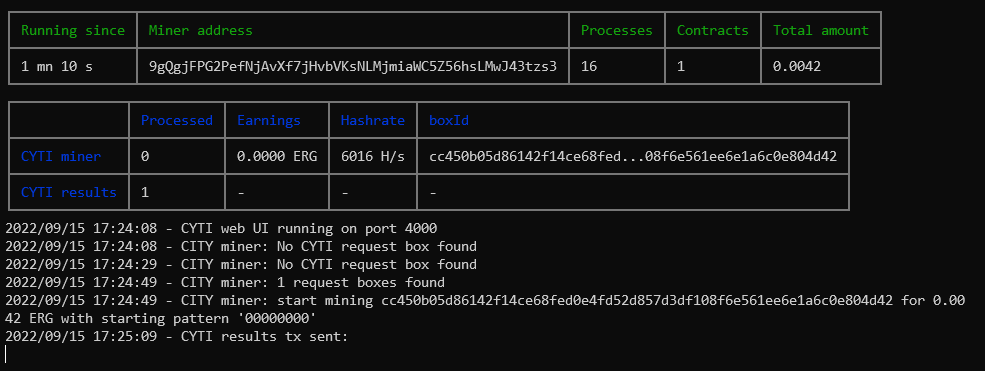 Running since Miner address Processes Contracts Total amount
1 mn 10 s 9gQgjFPG2PefNjAvXf7jHvbVKsNLMjmiaWC5Z56hsLMwJ43tzs3 16 1 0.0042
Processed Earnings Hashrate boxId
CYTI miner 0 0.0000 ERG 6016 H/s cc450b05d86142f14ce68fed...08f6e561ee6e1a6c0e804d42
CYTI results 1 - - -
2022/09/15 17:24:08 - CYTI web UI running on port 4000
2022/09/15 17:24:08 - CITY miner: No CYTI request box found
2022/09/15 17:24:29 - CITY miner: No CYTI request box found
2022/09/15 17:24:49 - CITY miner: 1 request boxes found
2022/09/15 17:24:49 - CITY miner: start mining cc450b05d86142f14ce68fed0e4fd52d857d3df108f6e561ee6e1a6c0e804d42 for 0.00
42 ERG with starting pattern '00000000'
2022/09/15 17:25:09 - CYTI results tx sent: